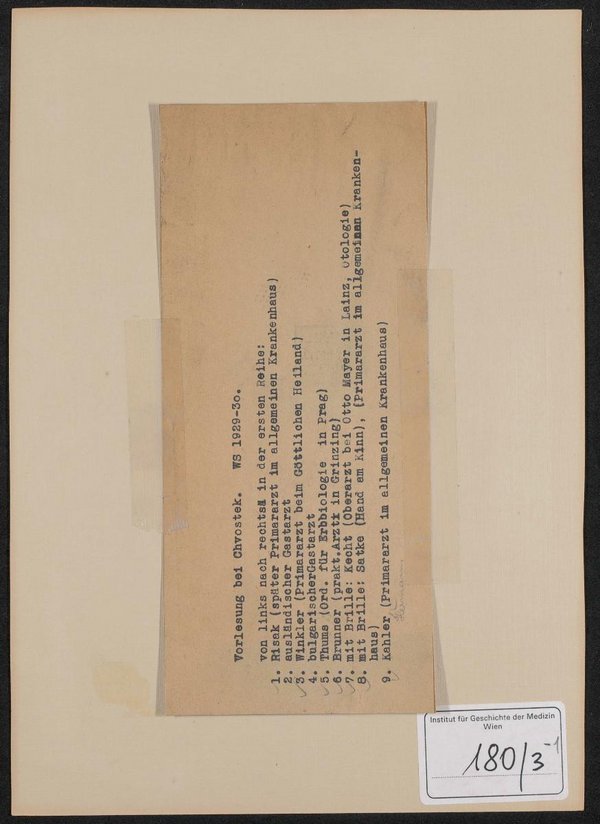 Vorlesung bei Chvostek.  WS 1929-30.
von links nach rechts in der ersten Reihe:
1. Risak (später Primararzt im allgemeinen Krankenhaus)
2. ausländischer Gastarzt
3. Winkler (Primararzt beim Göttlichen Heiland)
4. bulgarischerGastarzt
5. Thums (Ord. für Erbbiologie  in Prag)
6. Brunner (prakt.Arzt in Grinzing)
7. mit Brille: Kecht (Oberarzt bei Otto Mayer in Lainz, Otologie)
8. mit Brille: Satke (Hand am Kinn), (Primararzt im allgemeinen Kranken-
haus)
9. Kahler (Primararzt im allgemeinen Krankenhaus)
Institut für Geschichte der Medizin
Wien
180/3-1